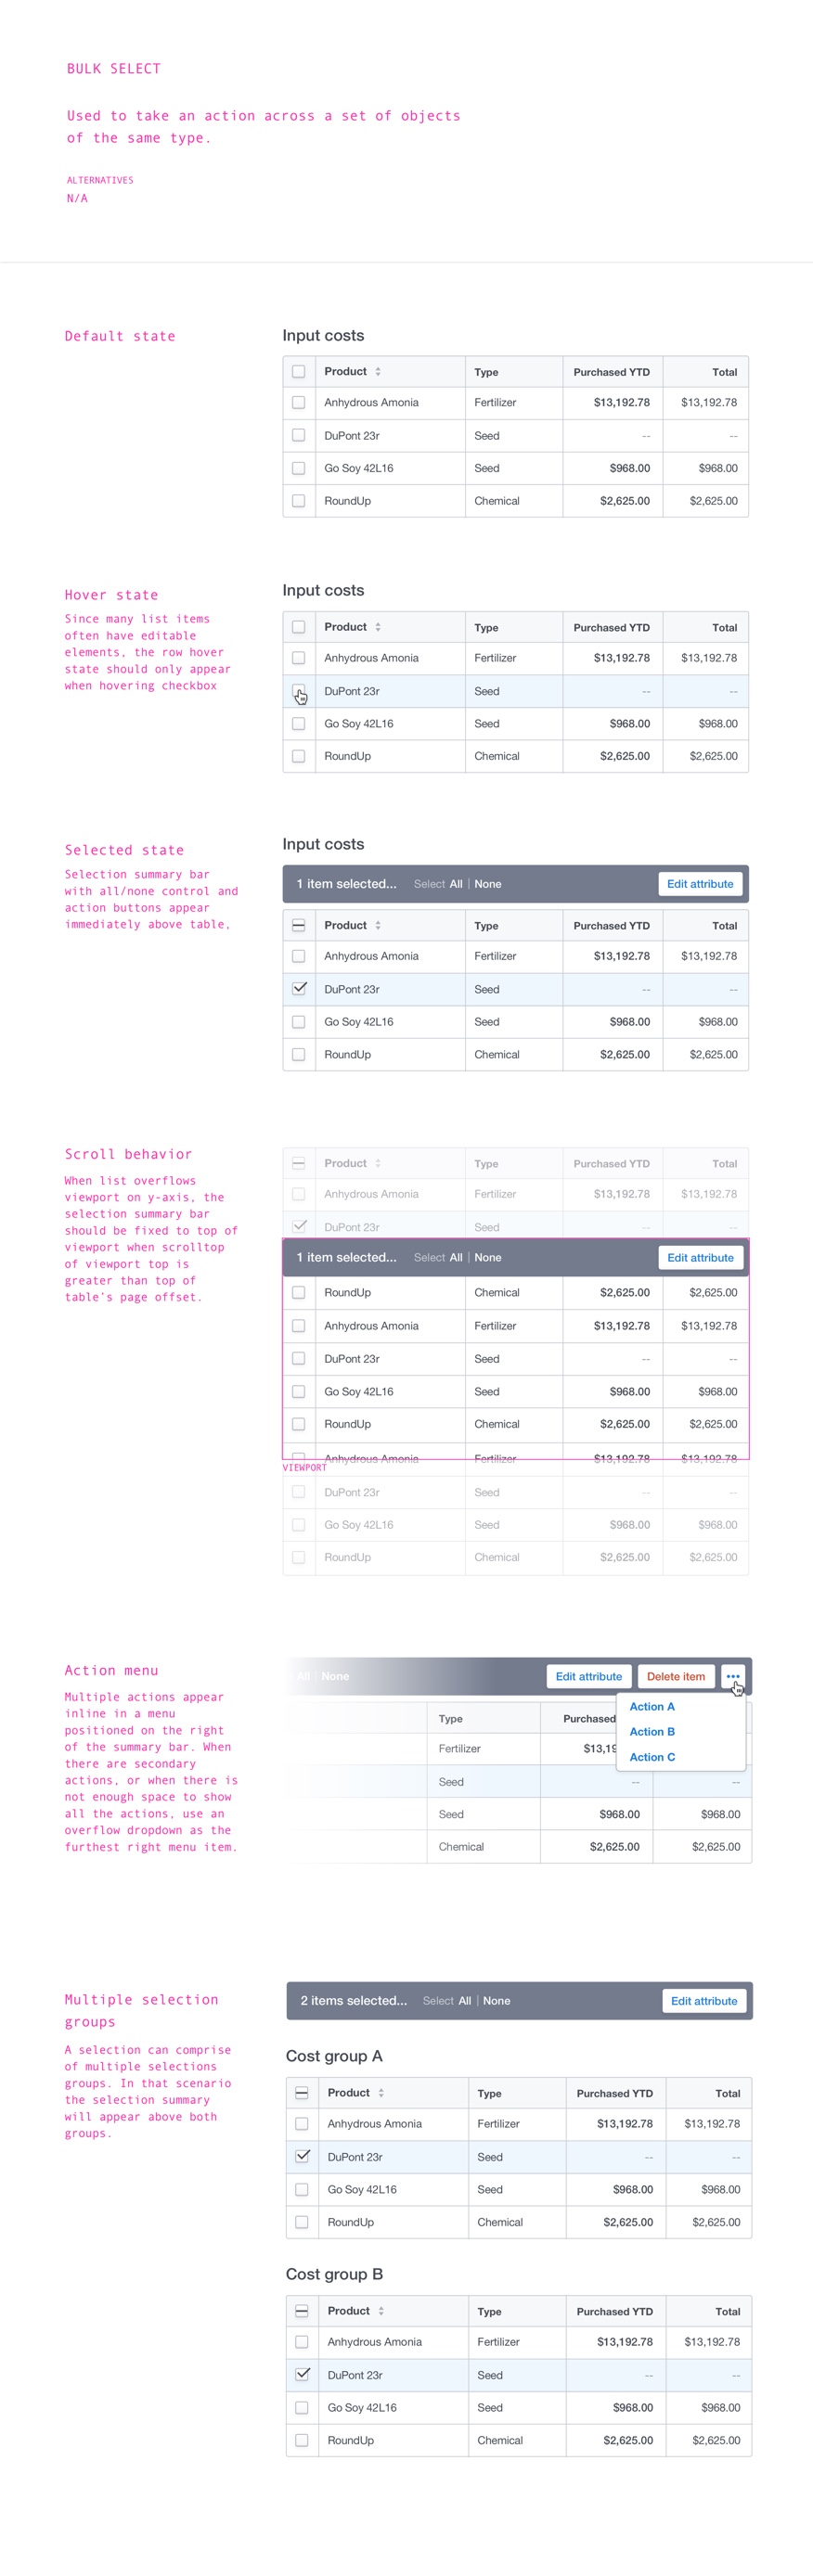 BULK SELECT
Used to take an action across a set of objects
of the same type.
ALTERNATIVES
N/A
Default state
Input costs
Product Type Purchased YTD Total
Anhydrous Amonia Fertilizer $13,192.78 $13,192.78
DuPont 23r Seed -- --
Go Soy 42L16 Seed $968.00 $968.00
RoundUp Chemical $2,625.00 $2,625.00
Hover state
Since many list items
often have editable
elements, the row hover
state should only appear
when hovering checkbox
Input costs
Product Type Purchased YTD Total
Anhydrous Amonia Fertilizer $13,192.78 $13,192.78
DuPont 23r Seed -- --
Go Soy 42L16 Seed $968.00 $968.00
RoundUp Chemical $2,625.00 $2,625.00
Selected state
Selection summary bar
with all/none control and
action buttons appear
immediately above table,
Input costs
1 item selected... Select All | None Edit attribute
Product Type Purchased YTD Total
Anhydrous Amonia Fertilizer $13,192.78 $13,192.78
DuPont 23r Seed -- --
Go Soy 42L16 Seed $968.00 $968.00
RoundUp Chemical $2,625.00 $2,625.00
Scroll behavior
When list overflows
viewport on y-axis, the
selection summary bar
should be fixed to top of
viewport when scrolltop
of viewport top is
greater than top of
table's page offset.
Product Type Purchased YTD Total
Anhydrous Amonia Fertilizer $13,192.78 $13,192.78
DuPont 23r Seed
1 item selected... Select All | None Edit attribute
RoundUp Chemical $2,625.00 $2,625.00
Anhydrous Amonia Fertilizer $13,192.78 $13,192.78
DuPont 23r Seed -- --
Go Soy 42L16 Seed $968.00 $968.00
RoundUp Chemical $2,625.00 $2,625.00
Anhydrous Amonia Fertilizer $13,192.78 $13,192.78
VIEWPORT
DuPont 23r Seed -- --
Go Soy 42L16 Seed $968.00 $968.00
RoundUp Chemical $2,625.00 $2,625.00
Action menu
Multiple actions appear
inline in a menu
positioned on the right
of the summary bar. When
there are secondary
actions, or when there is
not enough space to show
all the actions, use an
overflow dropdown as the
furthest right menu item.
All | None Edit attribute Delete item •••
Action A
Action B
Action C
Type Purchased
Fertilizer $13,19
Seed -- --
Seed $968.00 $968.00
Chemical $2,625.00 $2,625.00
Multiple selection
groups
A selection can comprise
of multiple selections
groups. In that scenario
the selection summary
will appear above both
groups.
2 items selected... Select All | None Edit attribute
Cost group A
Product Type Purchased YTD Total
Anhydrous Amonia Fertilizer $13,192.78 $13,192.78
DuPont 23r Seed -- --
Go Soy 42L16 Seed $968.00 $968.00
RoundUp Chemical $2,625.00 $2,625.00
Cost group B
Product Type Purchased YTD Total
Anhydrous Amonia Fertilizer $13,192.78 $13,192.78
DuPont 23r Seed -- --
Go Soy 42L16 Seed $968.00 $968.00
RoundUp Chemical $2,625.00 $2,625.00